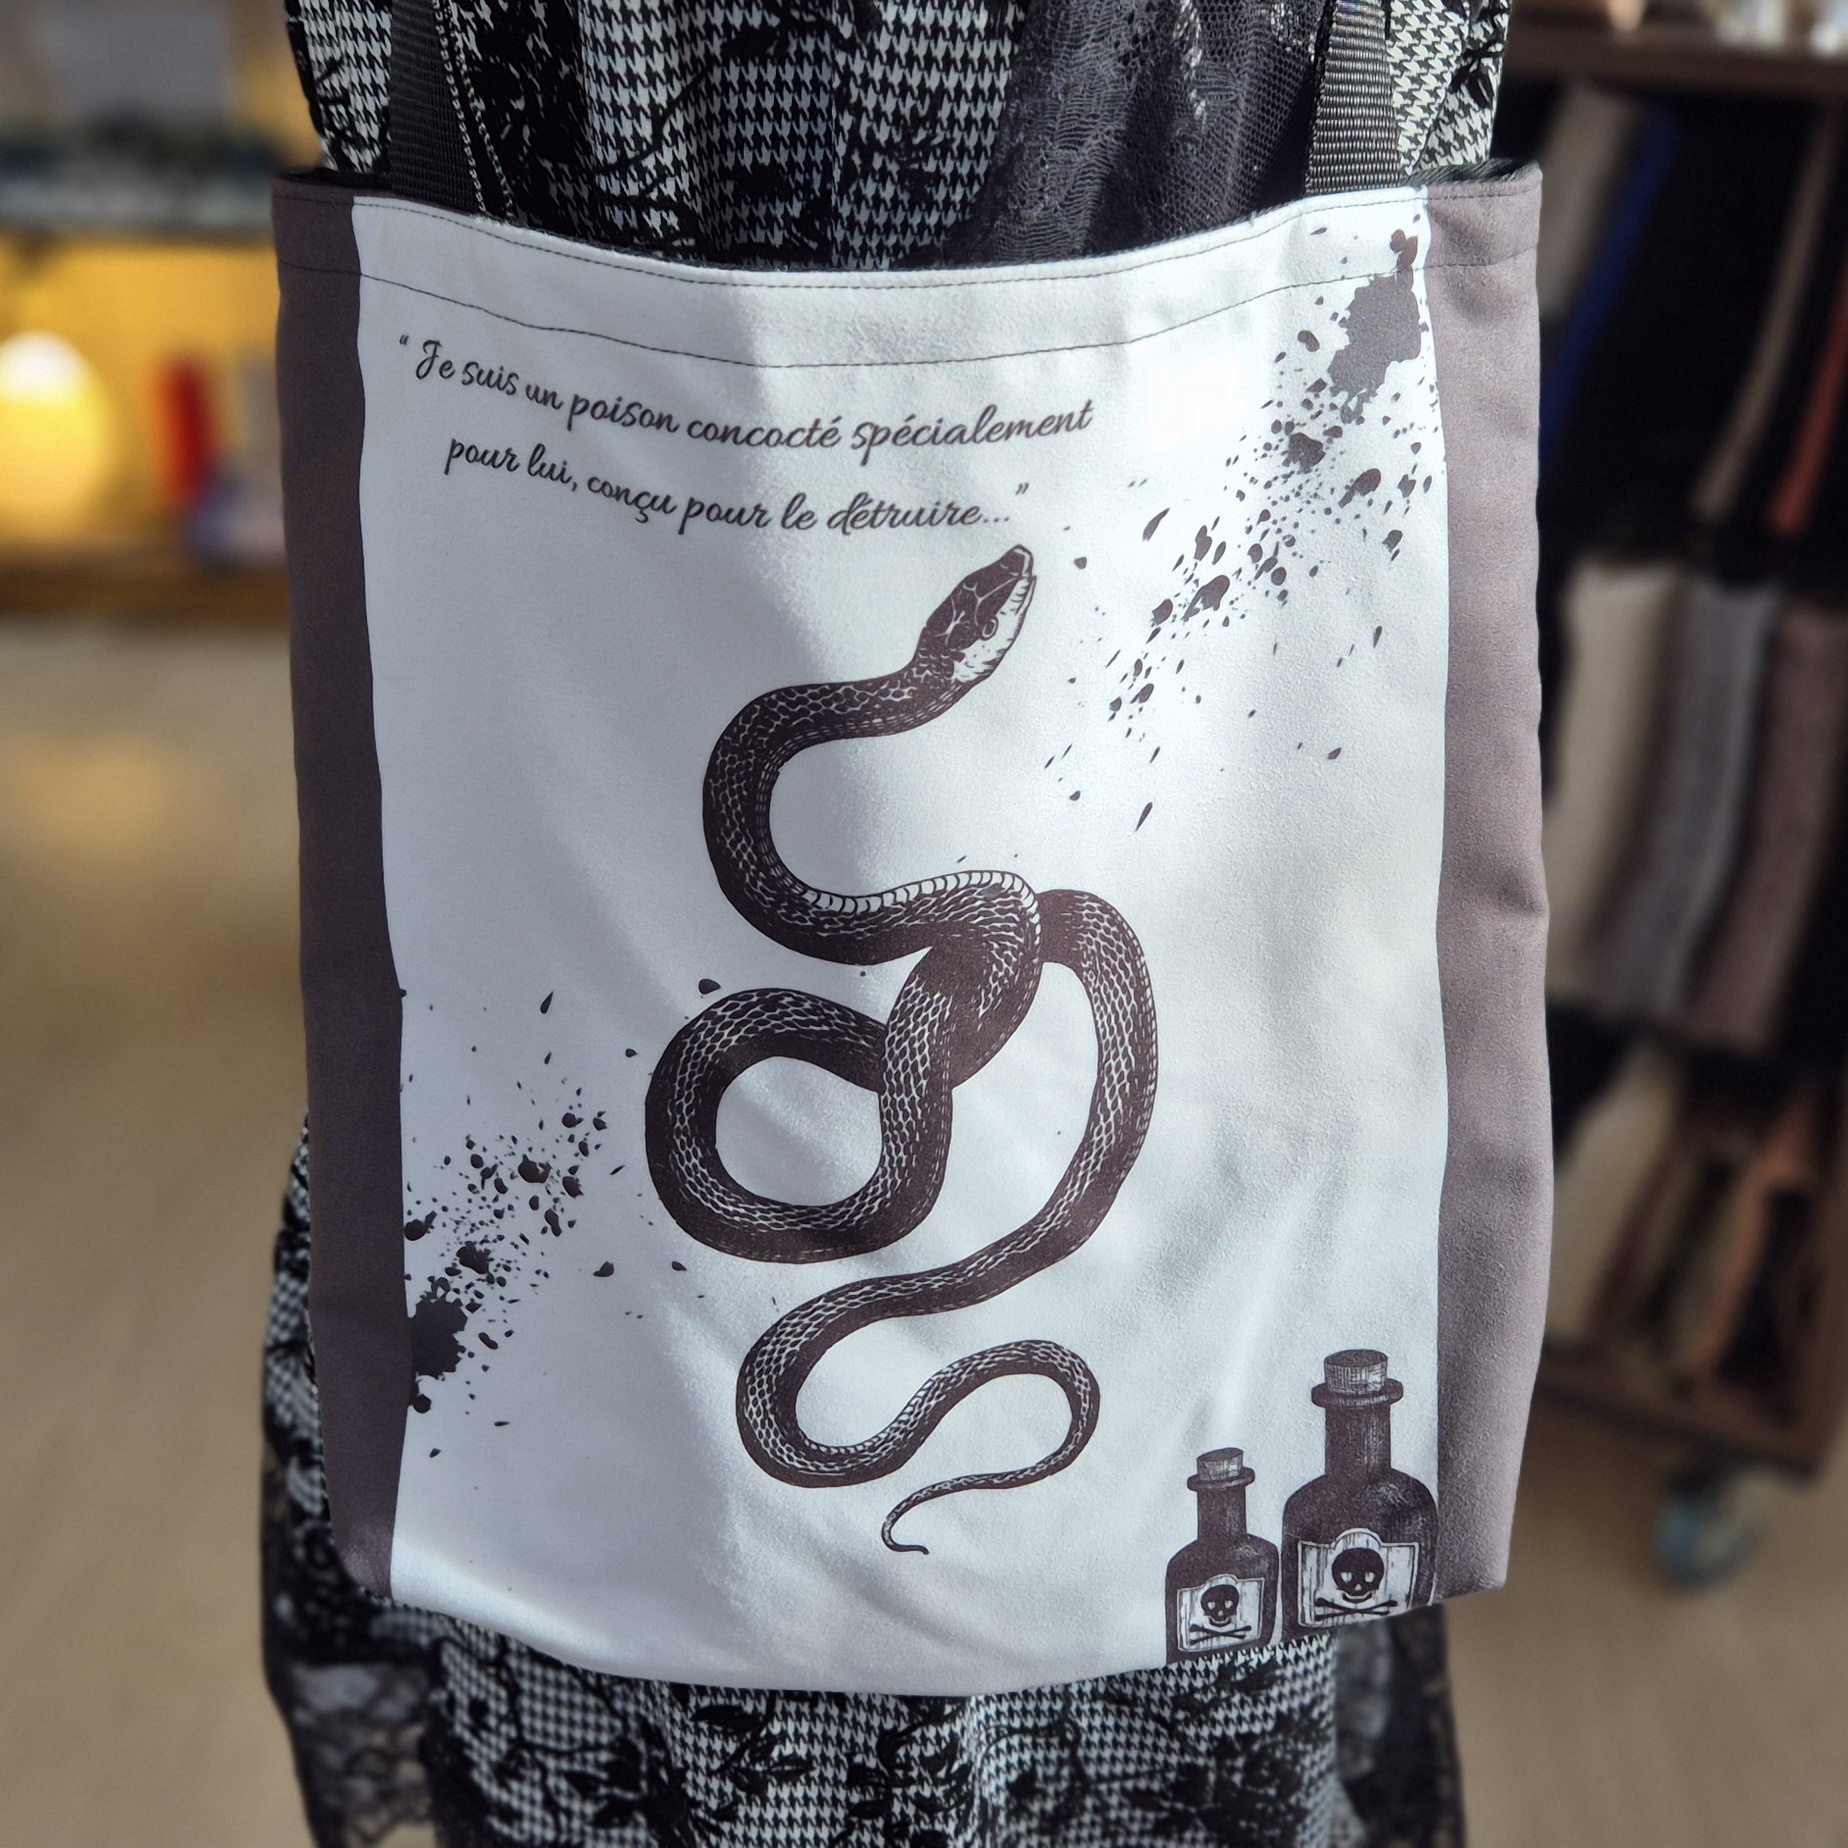 “Je suis un poison concocté spécialement
pour lui, conçu pour le détruire...”